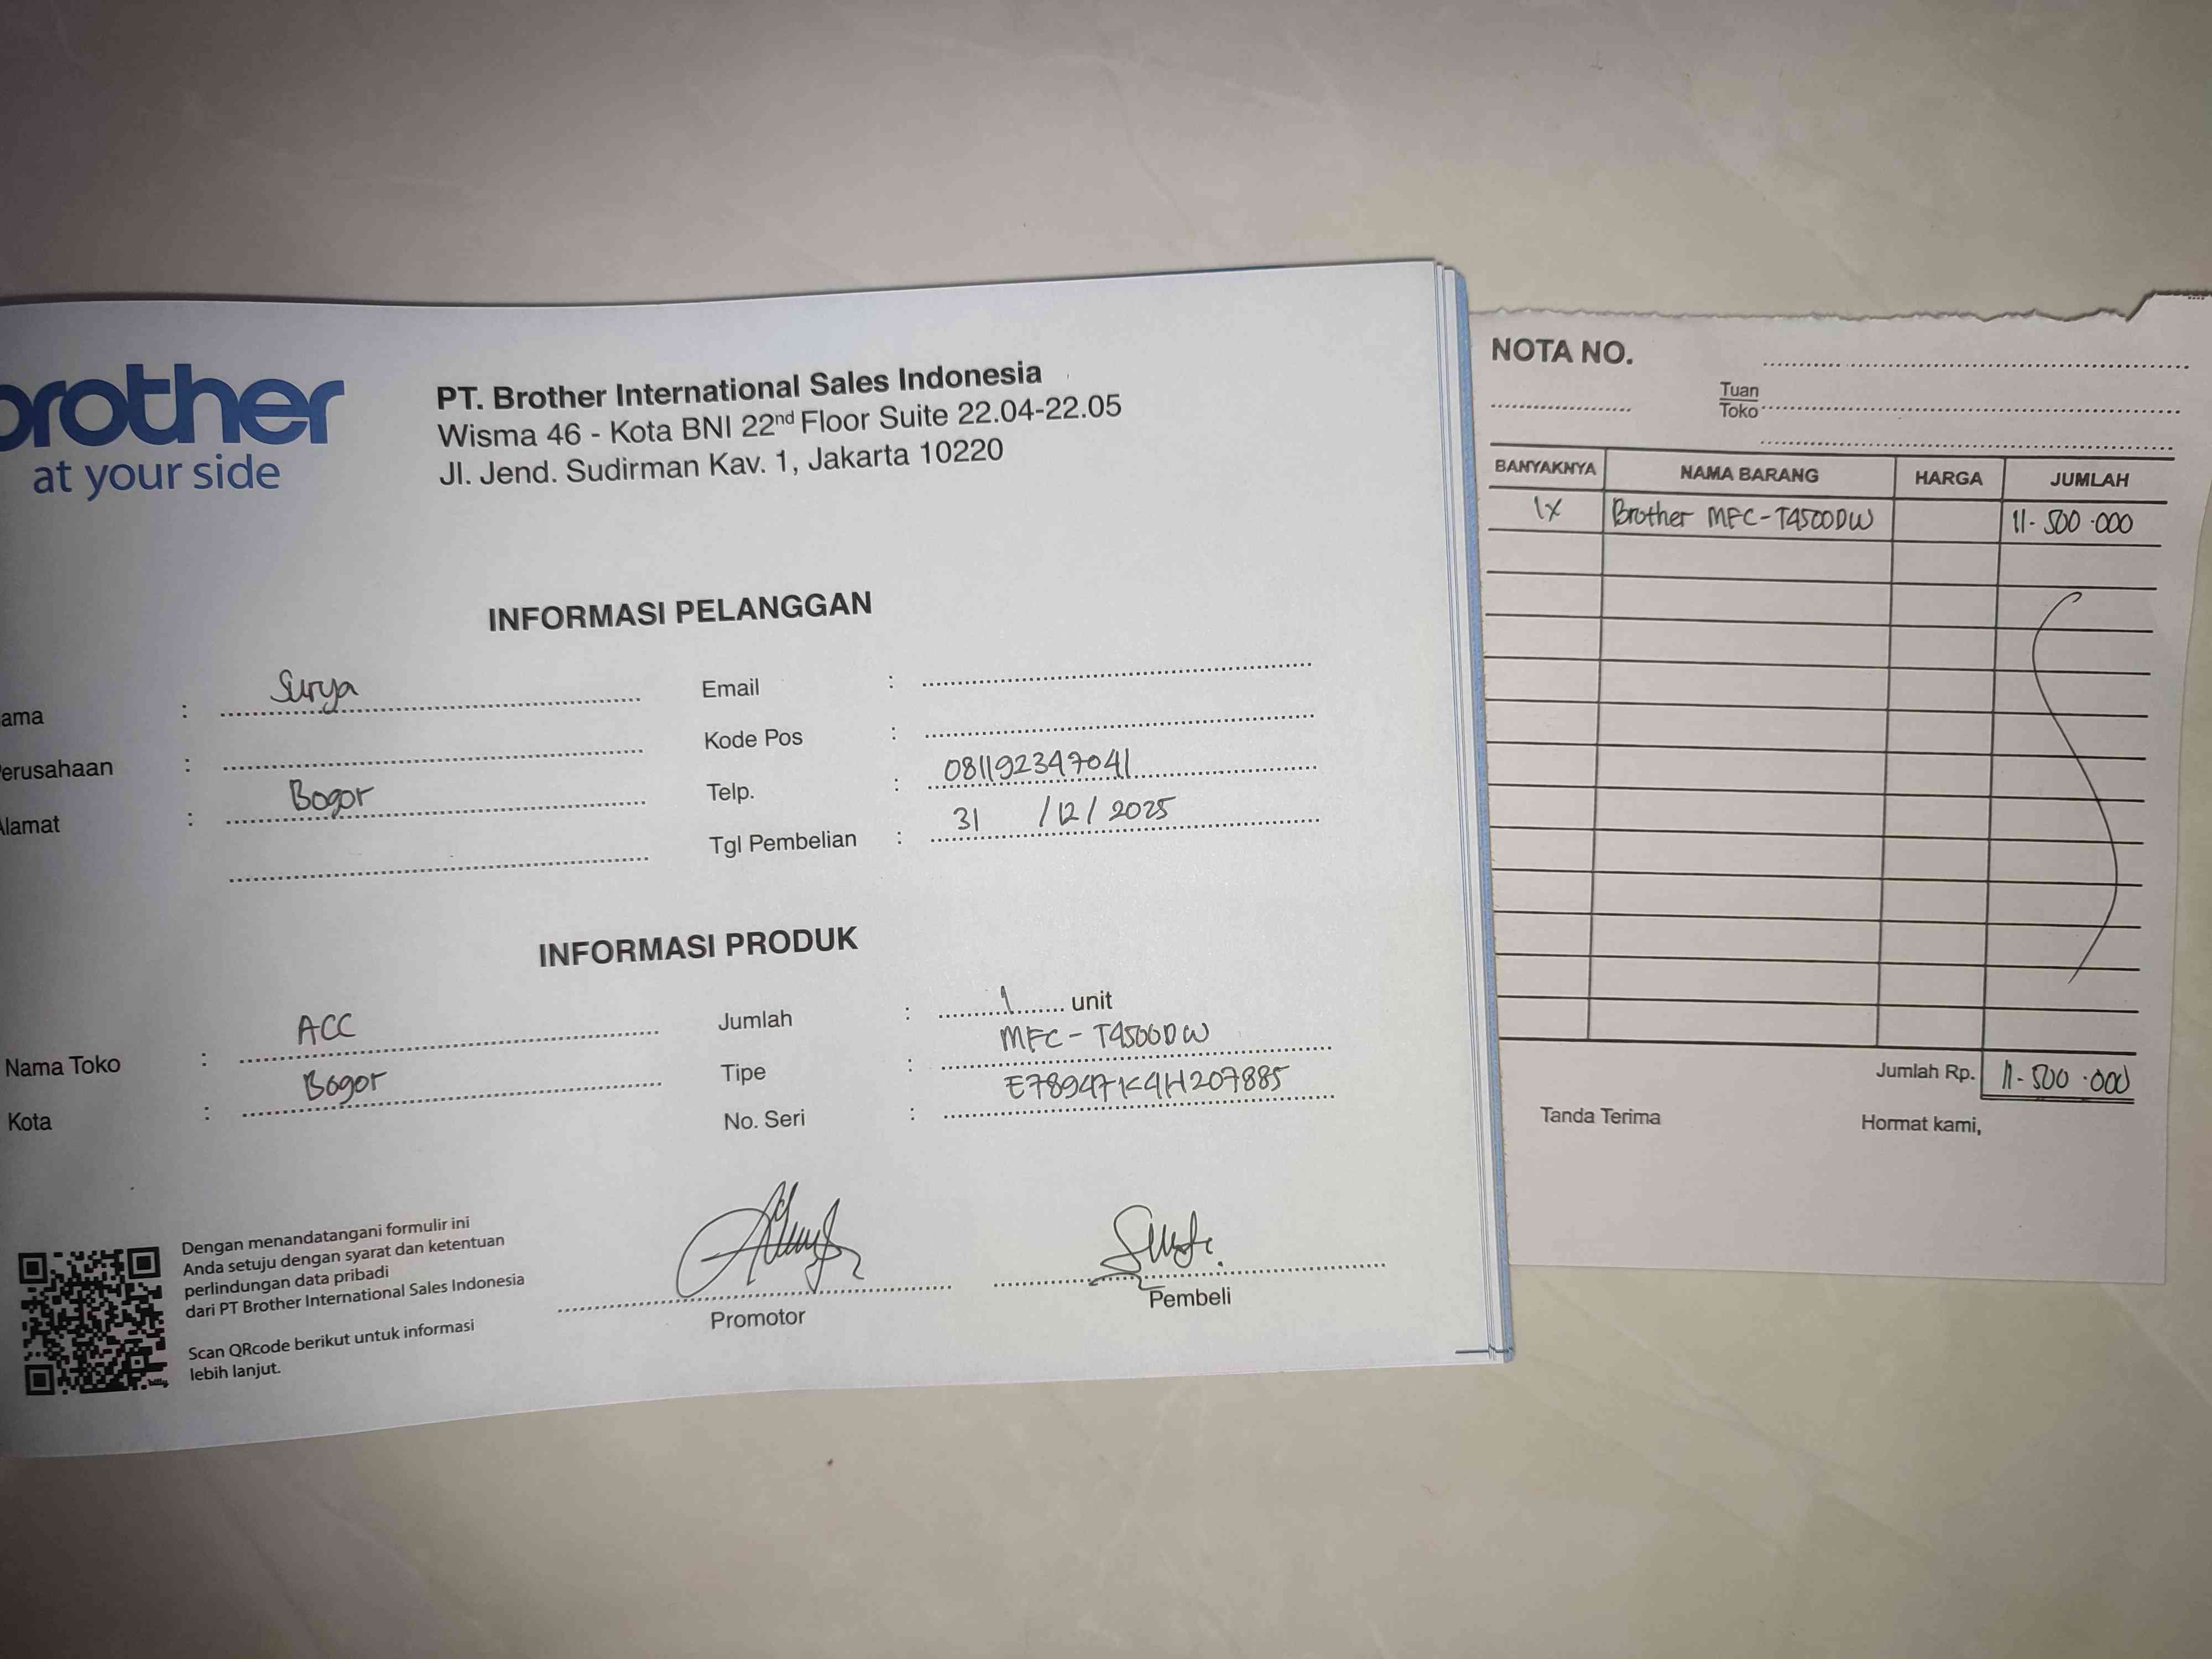 brother
at your side
PT. Brother International Sales Indonesia
Wisma 46 - Kota BNI 22nd Floor Suite 22.04-22.05
Jl. Jend. Sudirman Kav. 1, Jakarta 10220
INFORMASI PELANGGAN
ama : Surya
erusahaan :
Alamat : Bogor
Email :
Kode Pos :
Telp. : 081192347041
Tgl Pembelian : 31 / 12 / 2025
INFORMASI PRODUK
Nama Toko : ACC
Kota : Bogor
Jumlah : 1 unit
Tipe : MFC - T4500DW
No. Seri : E78947K4H207885
Dengan menandatangani formulir ini
Anda setuju dengan syarat dan ketentuan
perlindungan data pribadi
dari PT Brother International Sales Indonesia
Scan QRcode berikut untuk informasi
lebih lanjut.
Promotor
Pembeli
NOTA NO.
Tuan
Toko
BANYAKNYA NAMA BARANG HARGA JUMLAH
1x Brother MFC-T4500DW 11.500.000
Jumlah Rp. 11.500.000
Tanda Terima Hormat kami,